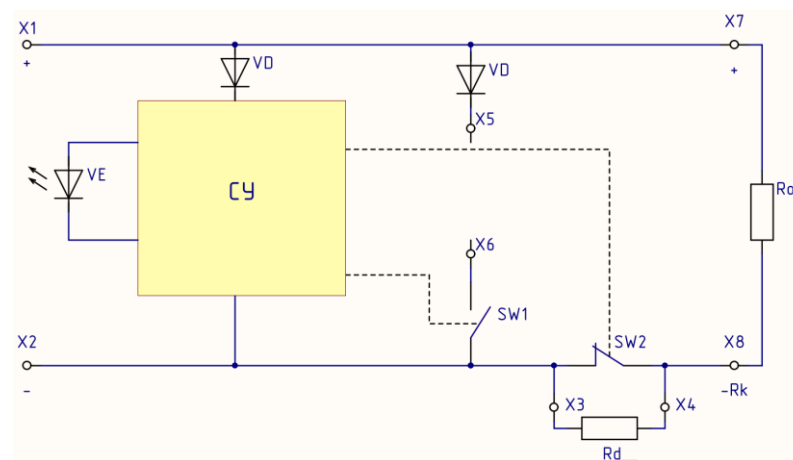 X1
X7
+
VD
VD
+
X5
VE
СУ
Ro
X6
SW1
X2
SW2
X8
-
X3
X4
-Rk
Rd